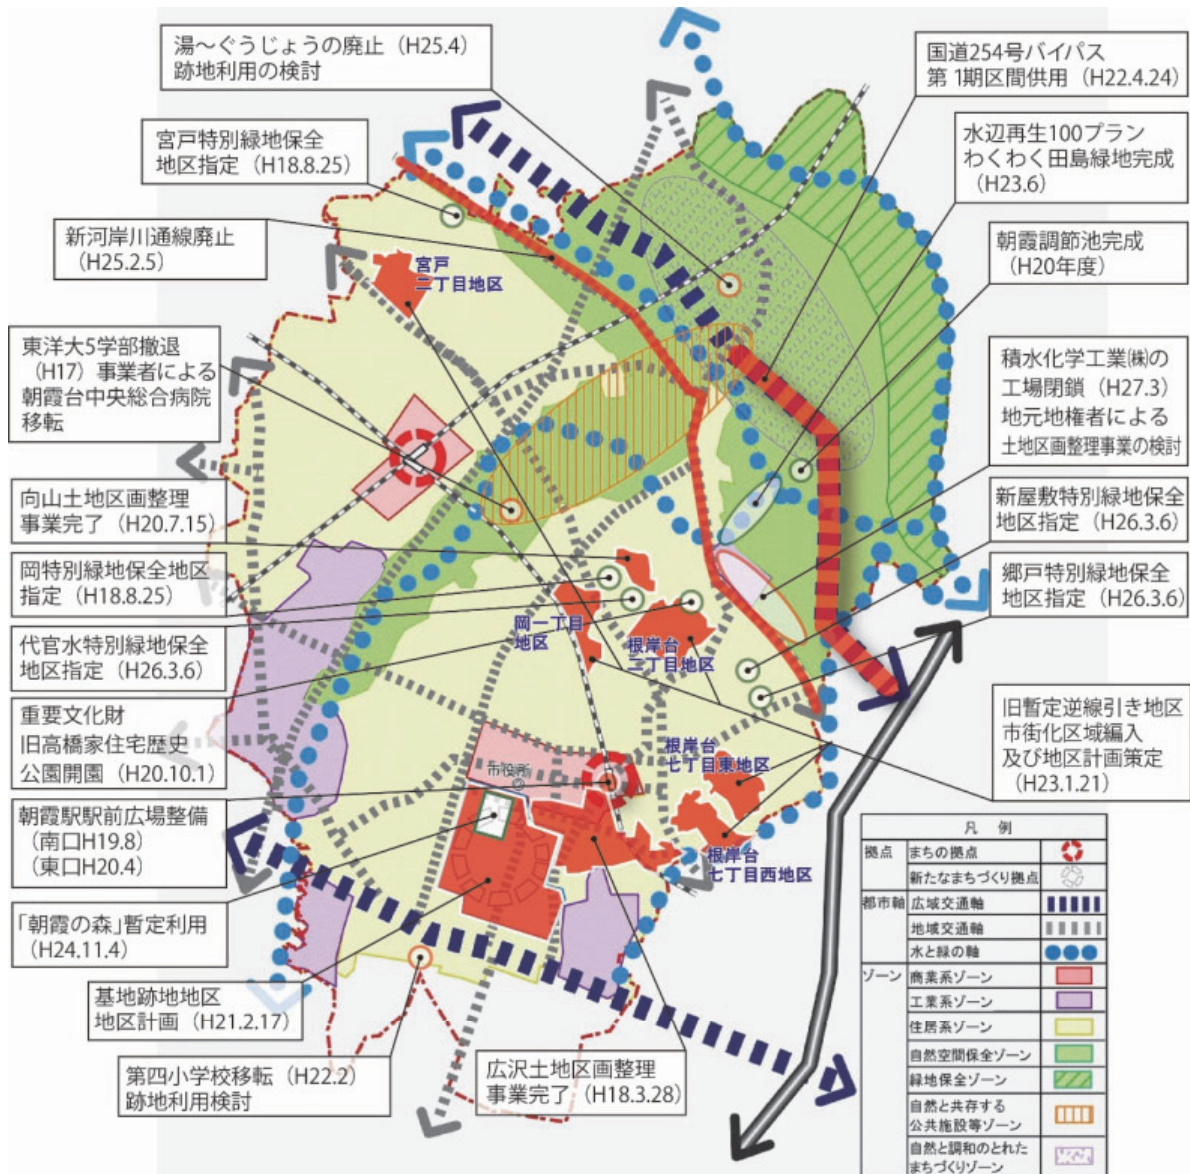 湯～ぐうじょうの廃止（H25.4）
跡地利用の検討
国道254号バイパス
第1期区間供用（H22.4.24）
宮戸特別緑地保全
地区指定（H18.8.25）
水辺再生100プラン
わくわく田島緑地完成
（H23.6）
新河岸川通線廃止
（H25.2.5）
朝霞調節池完成
（H20年度）
宮戸
二丁目地区
東洋大5学部撤退
（H17）事業者による
朝霞台中央総合病院
移転
積水化学工業㈱の
工場閉鎖（H27.3）
地元地権者による
土地区画整理事業の検討
向山土地区画整理
事業完了（H20.7.15）
新屋敷特別緑地保全
地区指定（H26.3.6）
岡特別緑地保全地区
指定（H18.8.25）
郷戸特別緑地保全
地区指定（H26.3.6）
代官水特別緑地保全
地区指定（H26.3.6）
岡一丁目
地区
根岸台
二丁目地区
重要文化財
旧高橋家住宅歴史
公園開園（H20.10.1）
旧暫定逆線引き地区
市街化区域編入
及び地区計画策定
（H23.1.21）
根岸台
七丁目東地区
市役所
朝霞駅駅前広場整備
（南口H19.8）
（東口H20.4）
根岸台
七丁目西地区
「朝霞の森」暫定利用
（H24.11.4）
基地跡地地区
地区計画（H21.2.17）
第四小学校移転（H22.2）
跡地利用検討
広沢土地区画整理
事業完了（H18.3.28）
凡 例
拠点 まちの拠点
新たなまちづくり拠点
都市軸 広域交通軸
地域交通軸
水と緑の軸
ゾーン 商業系ゾーン
工業系ゾーン
住居系ゾーン
自然空間保全ゾーン
緑地保全ゾーン
自然と共存する
公共施設等ゾーン
自然と調和のとれた
まちづくりゾーン